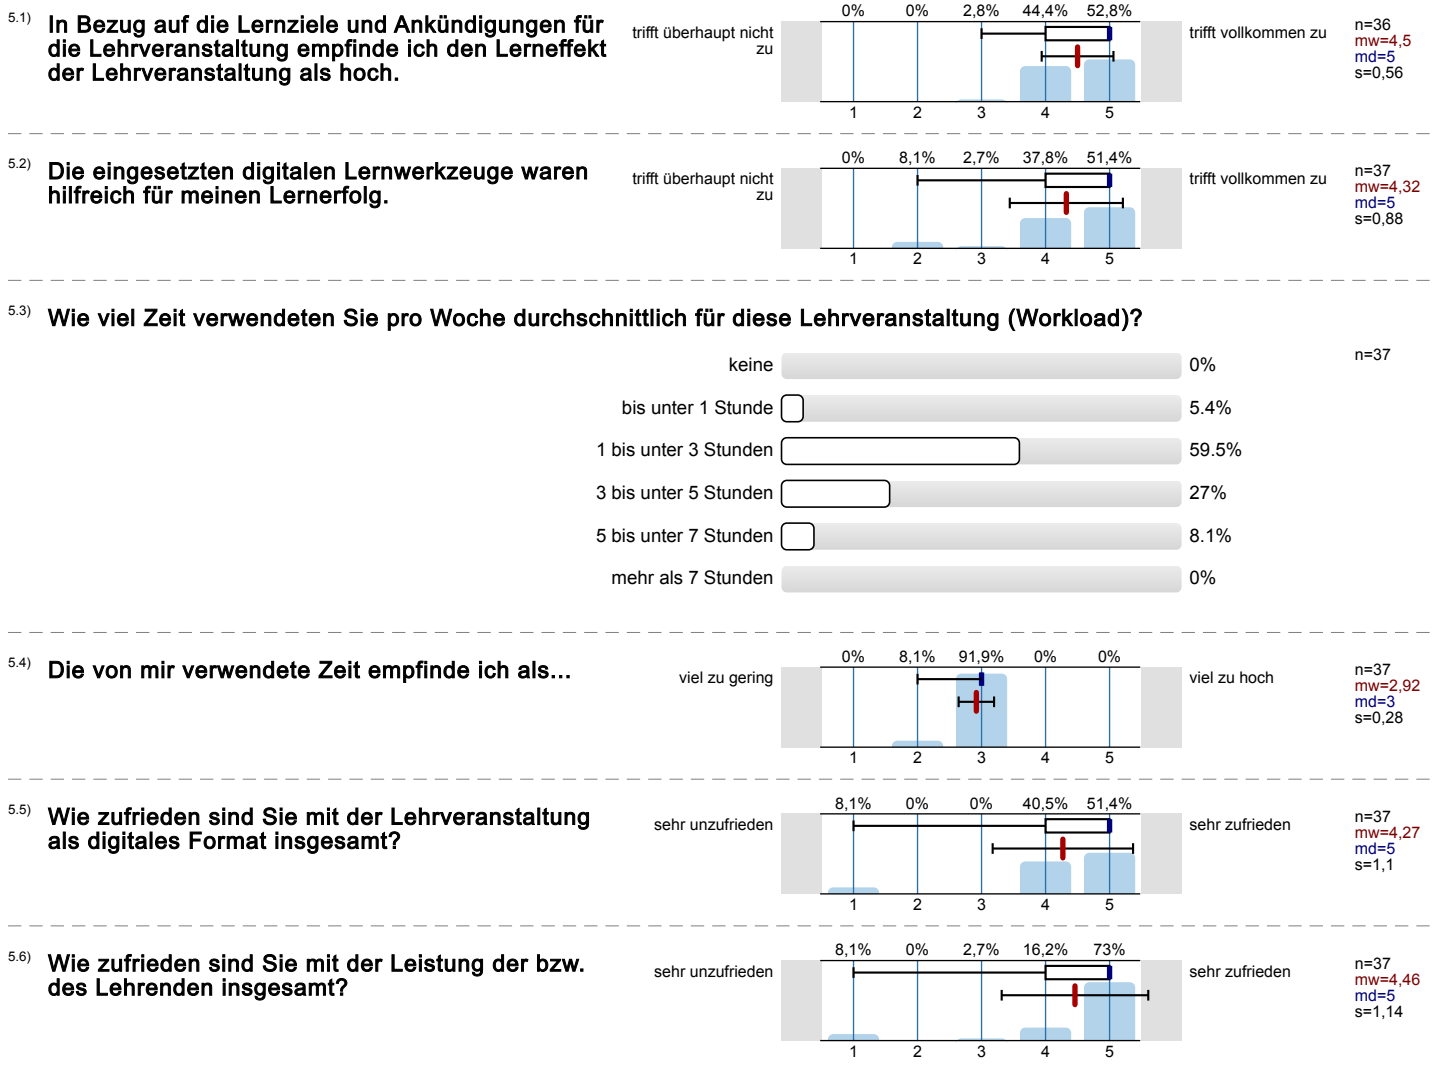 5.1) In Bezug auf die Lernziele und Ankündigungen für
die Lehrveranstaltung empfinde ich den Lerneffekt
der Lehrveranstaltung als hoch.
trifft überhaupt nicht
zu
0% 0% 2,8% 44,4% 52,8%
1 2 3 4 5
trifft vollkommen zu
n=36
mw=4,5
md=5
s=0,56
5.2) Die eingesetzten digitalen Lernwerkzeuge waren
hilfreich für meinen Lernerfolg.
trifft überhaupt nicht
zu
0% 8,1% 2,7% 37,8% 51,4%
1 2 3 4 5
trifft vollkommen zu
n=37
mw=4,32
md=5
s=0,88
5.3) Wie viel Zeit verwendeten Sie pro Woche durchschnittlich für diese Lehrveranstaltung (Workload)?
n=37
keine 0%
bis unter 1 Stunde 5.4%
1 bis unter 3 Stunden 59.5%
3 bis unter 5 Stunden 27%
5 bis unter 7 Stunden 8.1%
mehr als 7 Stunden 0%
5.4) Die von mir verwendete Zeit empfinde ich als...
viel zu gering
0% 8,1% 91,9% 0% 0%
1 2 3 4 5
viel zu hoch
n=37
mw=2,92
md=3
s=0,28
5.5) Wie zufrieden sind Sie mit der Lehrveranstaltung
als digitales Format insgesamt?
sehr unzufrieden
8,1% 0% 0% 40,5% 51,4%
1 2 3 4 5
sehr zufrieden
n=37
mw=4,27
md=5
s=1,1
5.6) Wie zufrieden sind Sie mit der Leistung der bzw.
des Lehrenden insgesamt?
sehr unzufrieden
8,1% 0% 2,7% 16,2% 73%
1 2 3 4 5
sehr zufrieden
n=37
mw=4,46
md=5
s=1,14